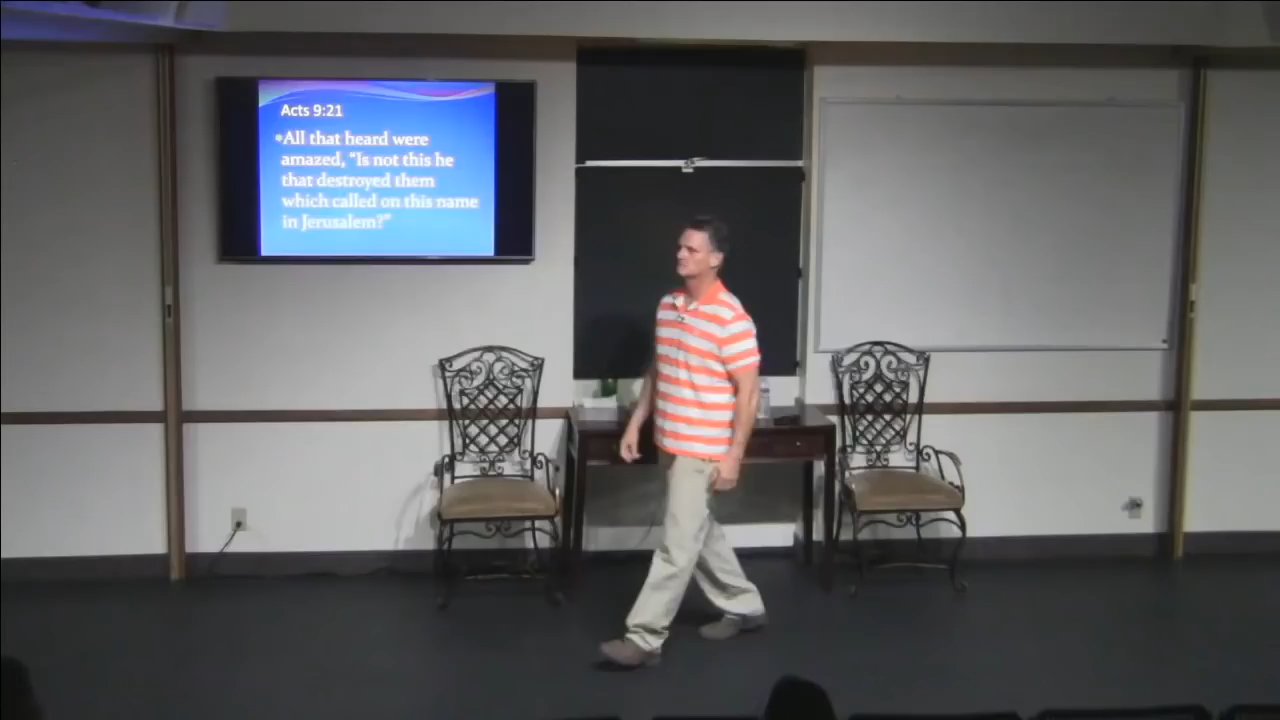 Acts 9:21
•All that heard were
amazed, "Is not this he
that destroyed them
which called on this name
in Jerusalem?"